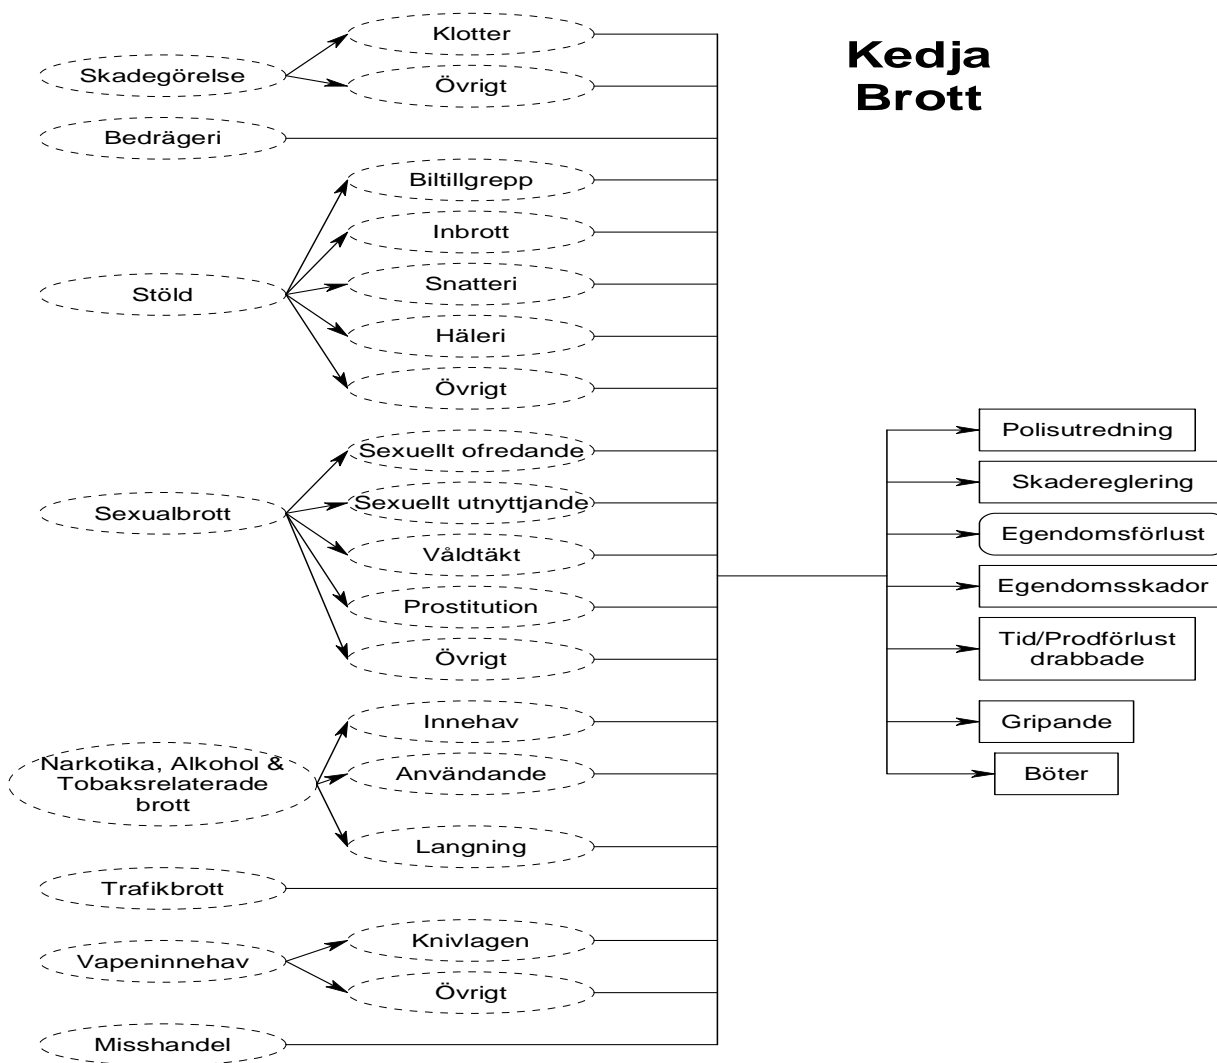 Kedja
Brott
Skadegörelse
Klotter
Övrigt
Bedrägeri
Stöld
Biltillgrepp
Inbrott
Snatteri
Häleri
Övrigt
Sexualbrott
Sexuellt ofredande
Sexuellt utnyttjande
Våldtäkt
Prostitution
Övrigt
Narkotika, Alkohol &
Tobaksrelaterade
brott
Innehav
Användande
Langning
Trafikbrott
Vapeninnehav
Knivlagen
Övrigt
Misshandel
Polisutredning
Skadereglering
Egendomsförlust
Egendomsskador
Tid/Prodförlust
drabbade
Gripande
Böter